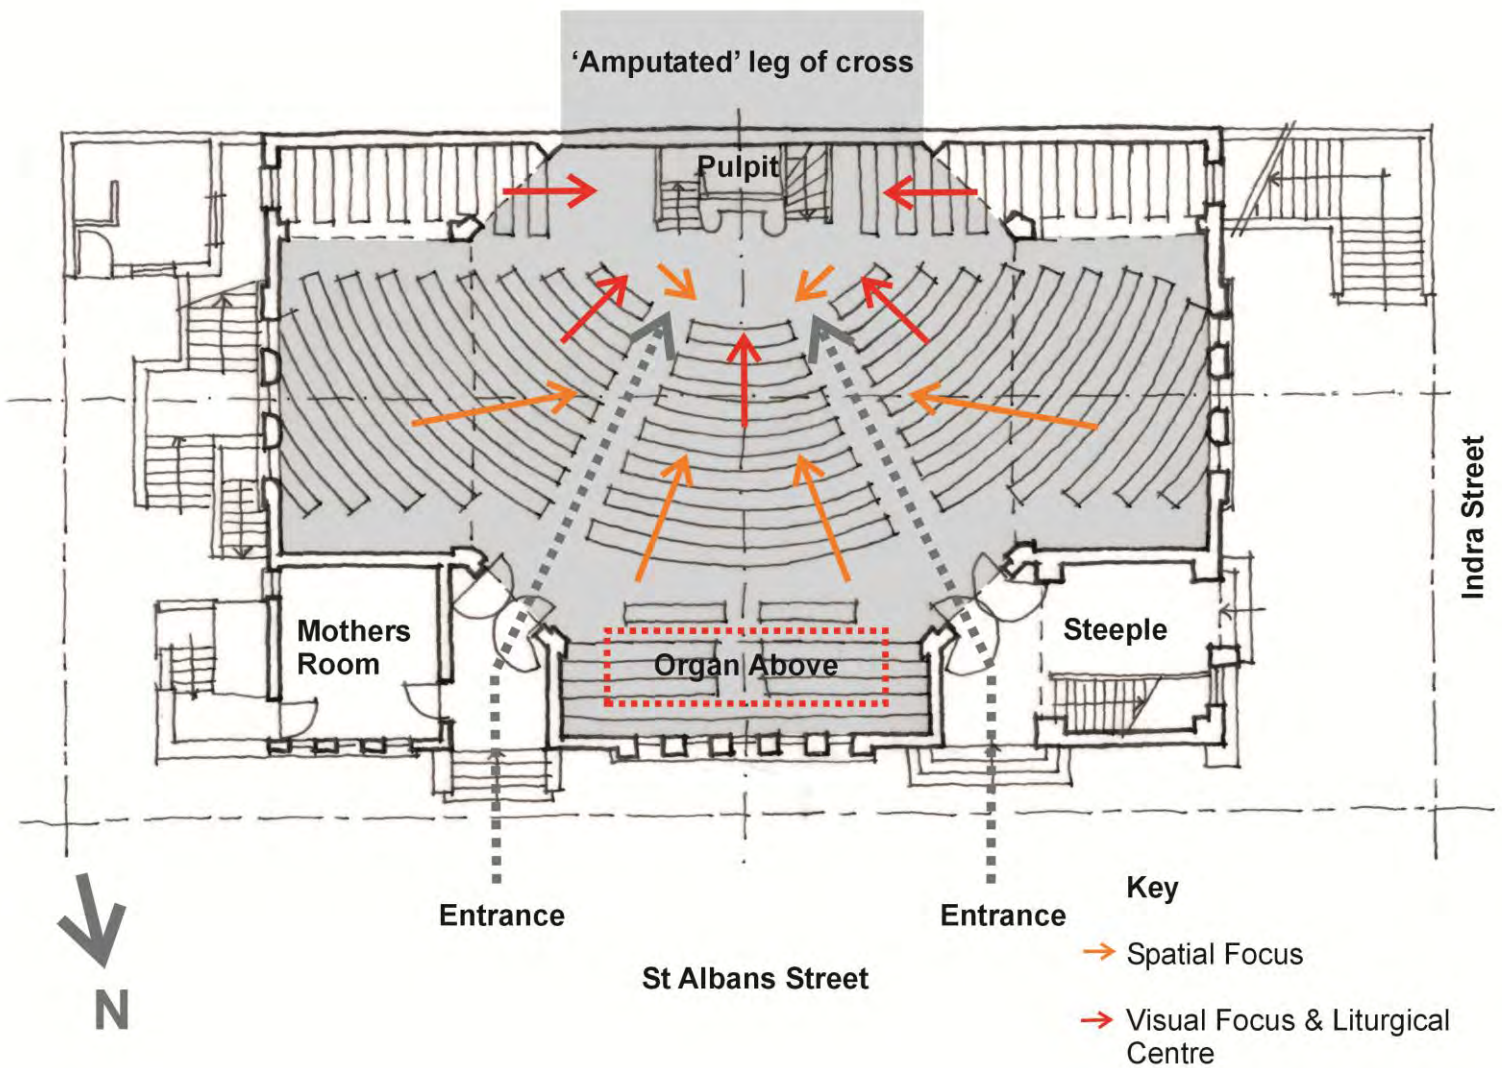 ‘Amputated’ leg of cross
Pulpit
Mothers
Room
Organ Above
Steeple
Indra Street
Entrance
Entrance
St Albans Street
N
Key
Spatial Focus
Visual Focus & Liturgical
Centre